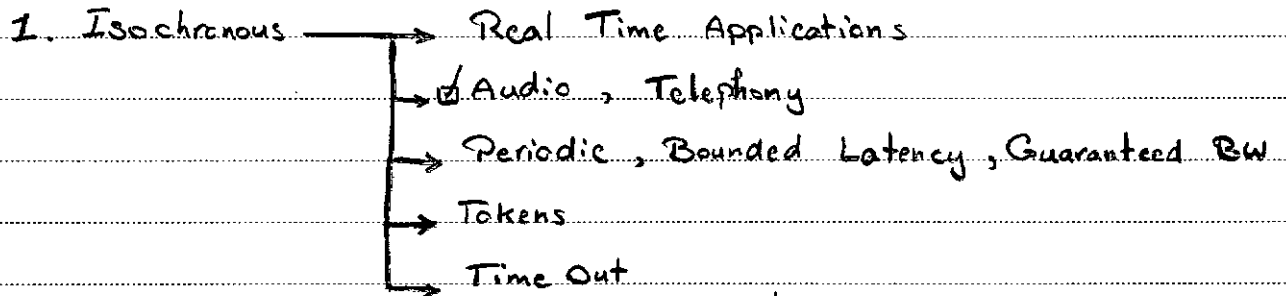 1. Isochronous → Real Time Applications
→ ☑ Audio, Telephony
→ Periodic, Bounded Latency, Guaranteed BW
→ Tokens
→ Time Out